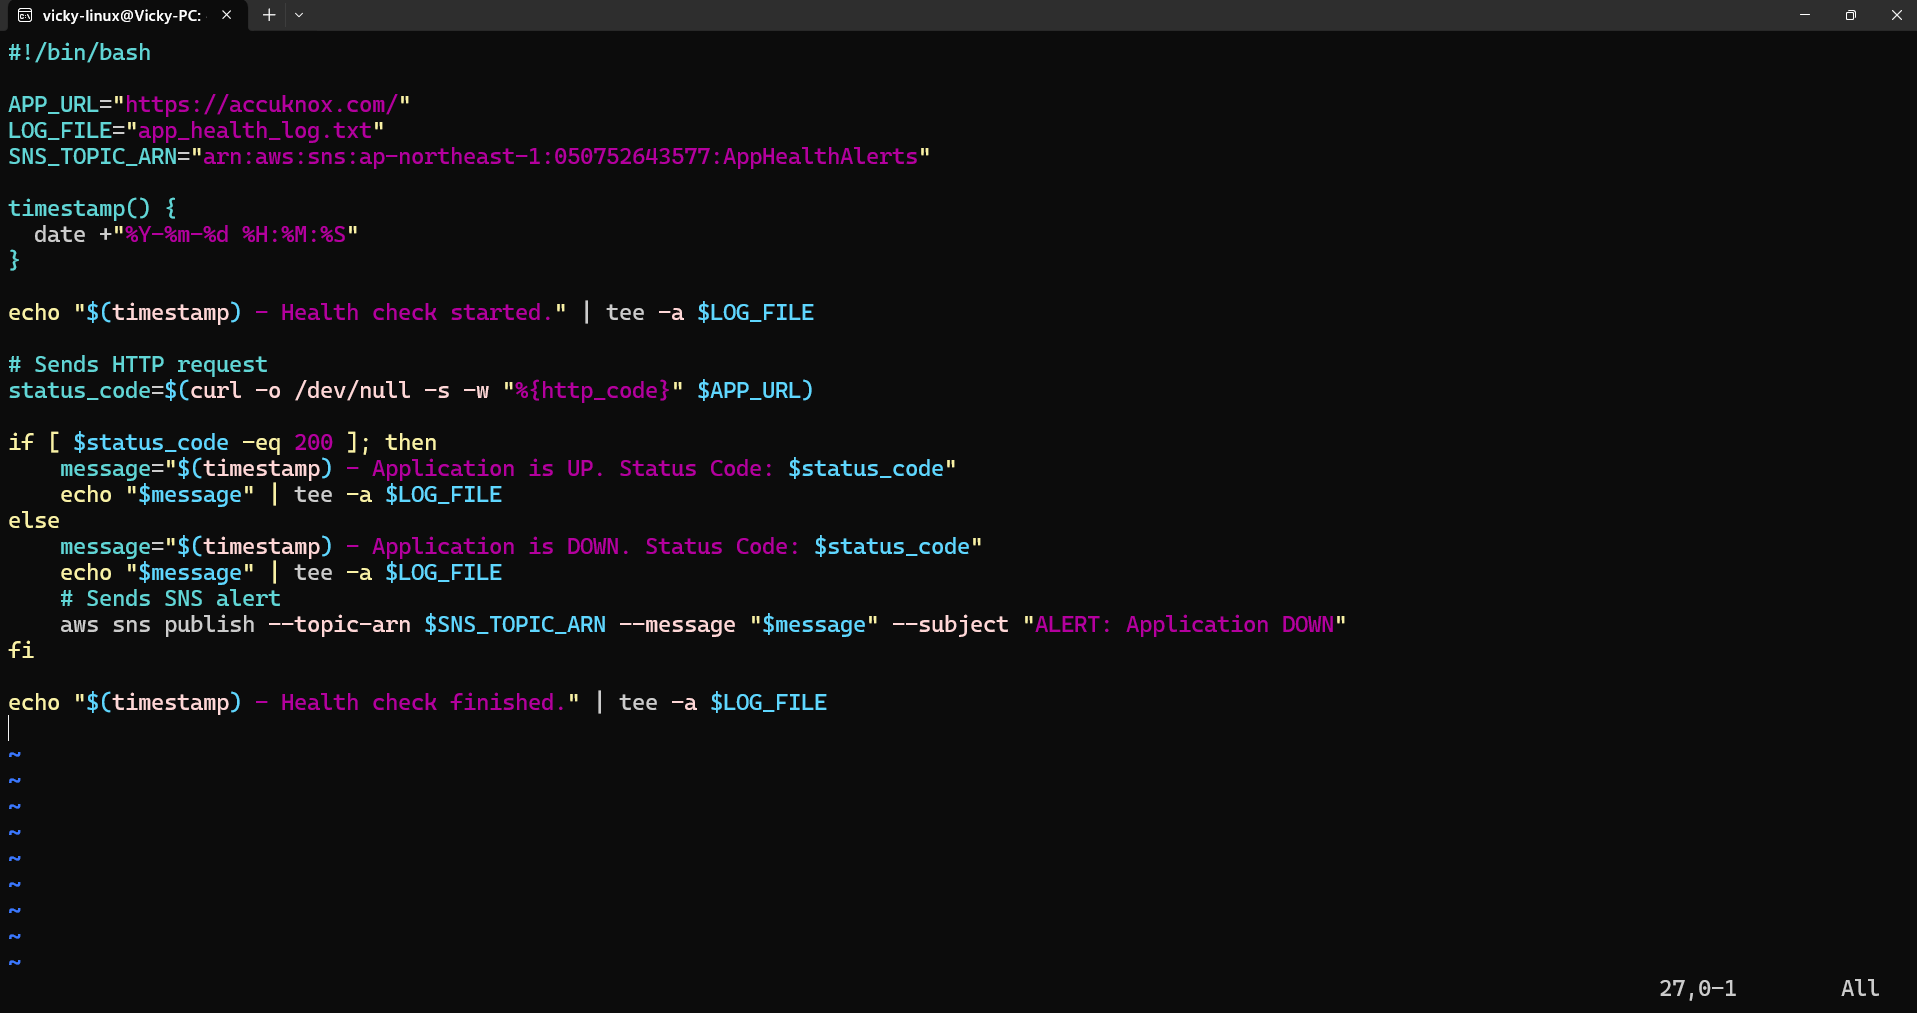 vicky-linux@Vicky-PC:
#!/bin/bash

APP_URL="https://accuknox.com/"
LOG_FILE="app_health_log.txt"
SNS_TOPIC_ARN="arn:aws:sns:ap-northeast-1:050752643577:AppHealthAlerts"

timestamp() {
  date +"%Y-%m-%d %H:%M:%S"
}

echo "$(timestamp) - Health check started." | tee -a $LOG_FILE

# Sends HTTP request
status_code=$(curl -o /dev/null -s -w "%{http_code}" $APP_URL)

if [ $status_code -eq 200 ]; then
    message="$(timestamp) - Application is UP. Status Code: $status_code"
    echo "$message" | tee -a $LOG_FILE
else
    message="$(timestamp) - Application is DOWN. Status Code: $status_code"
    echo "$message" | tee -a $LOG_FILE
    # Sends SNS alert
    aws sns publish --topic-arn $SNS_TOPIC_ARN --message "$message" --subject "ALERT: Application DOWN"
fi

echo "$(timestamp) - Health check finished." | tee -a $LOG_FILE

~
~
~
~
~
~
~
~
~
27,0-1 All